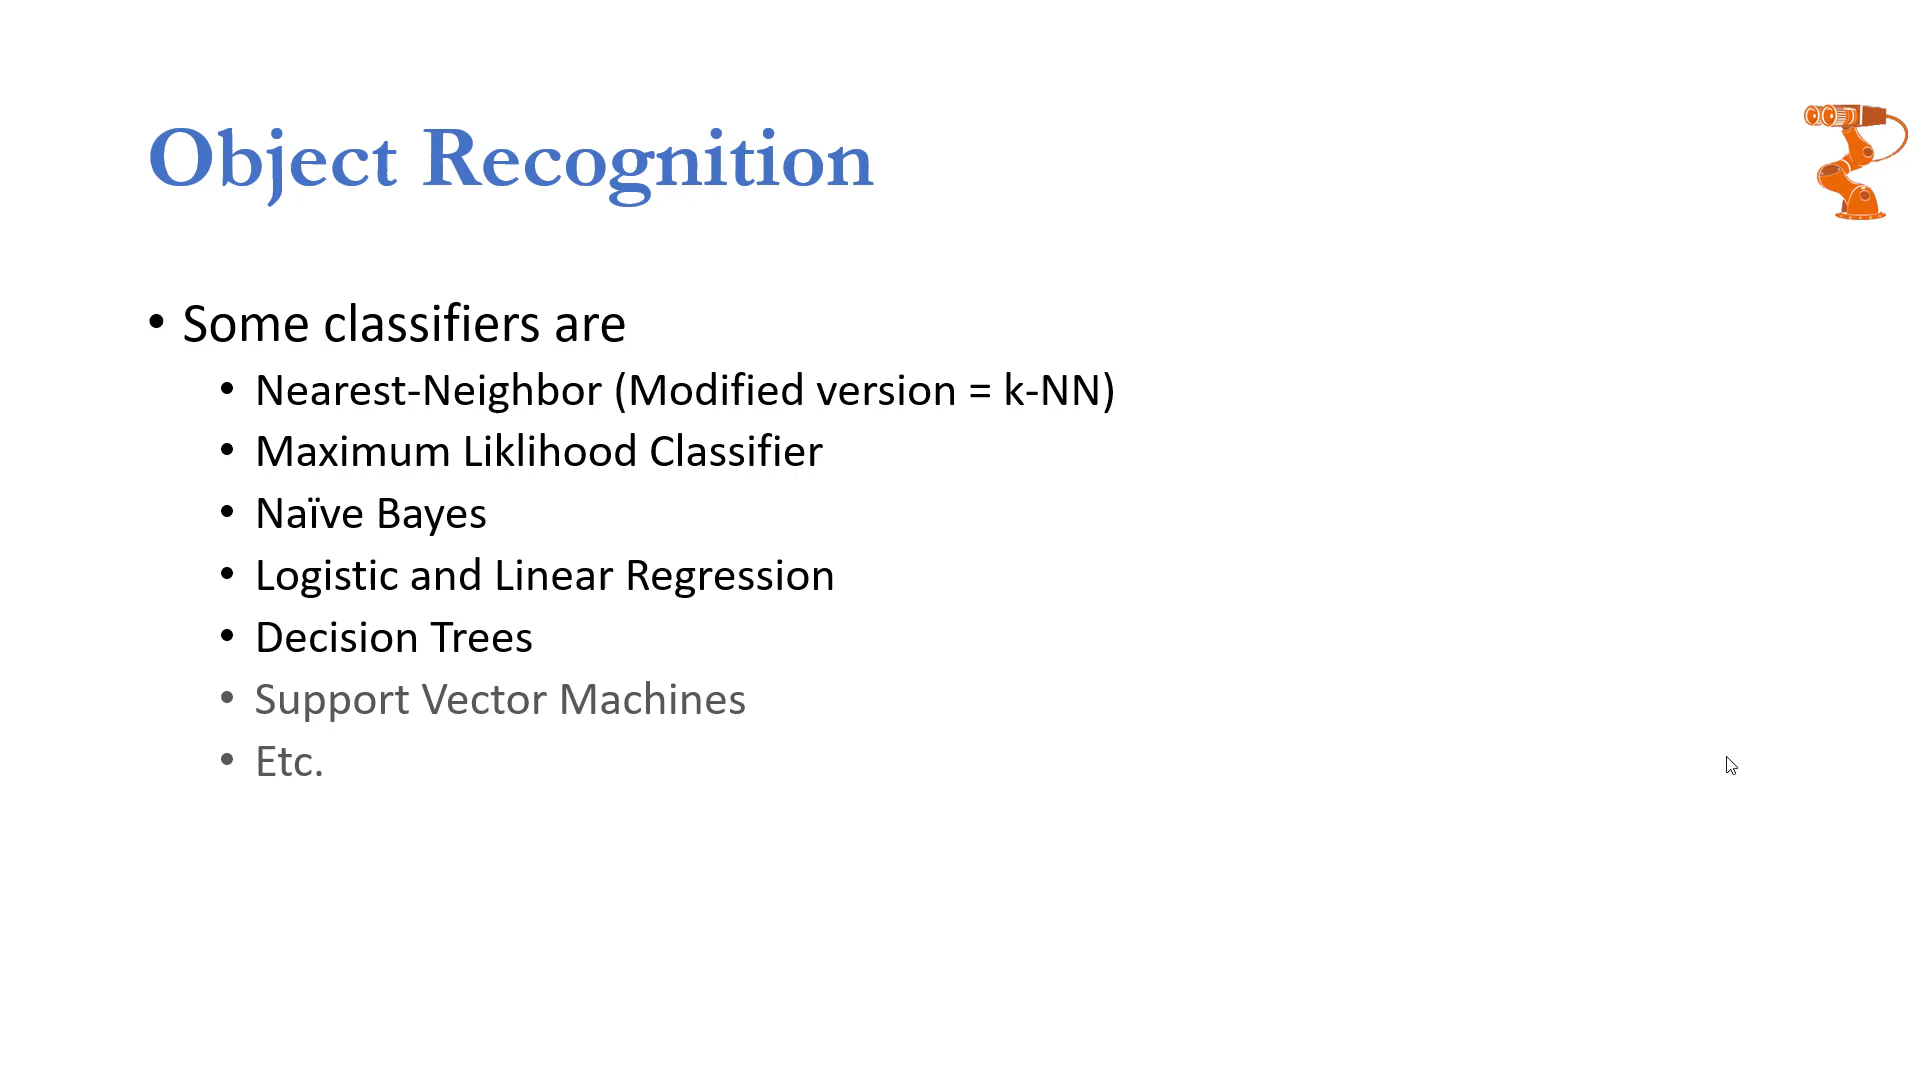 Object Recognition
• Some classifiers are
• Nearest-Neighbor (Modified version = k-NN)
• Maximum Liklihood Classifier
• Naïve Bayes
• Logistic and Linear Regression
• Decision Trees
• Support Vector Machines
• Etc.